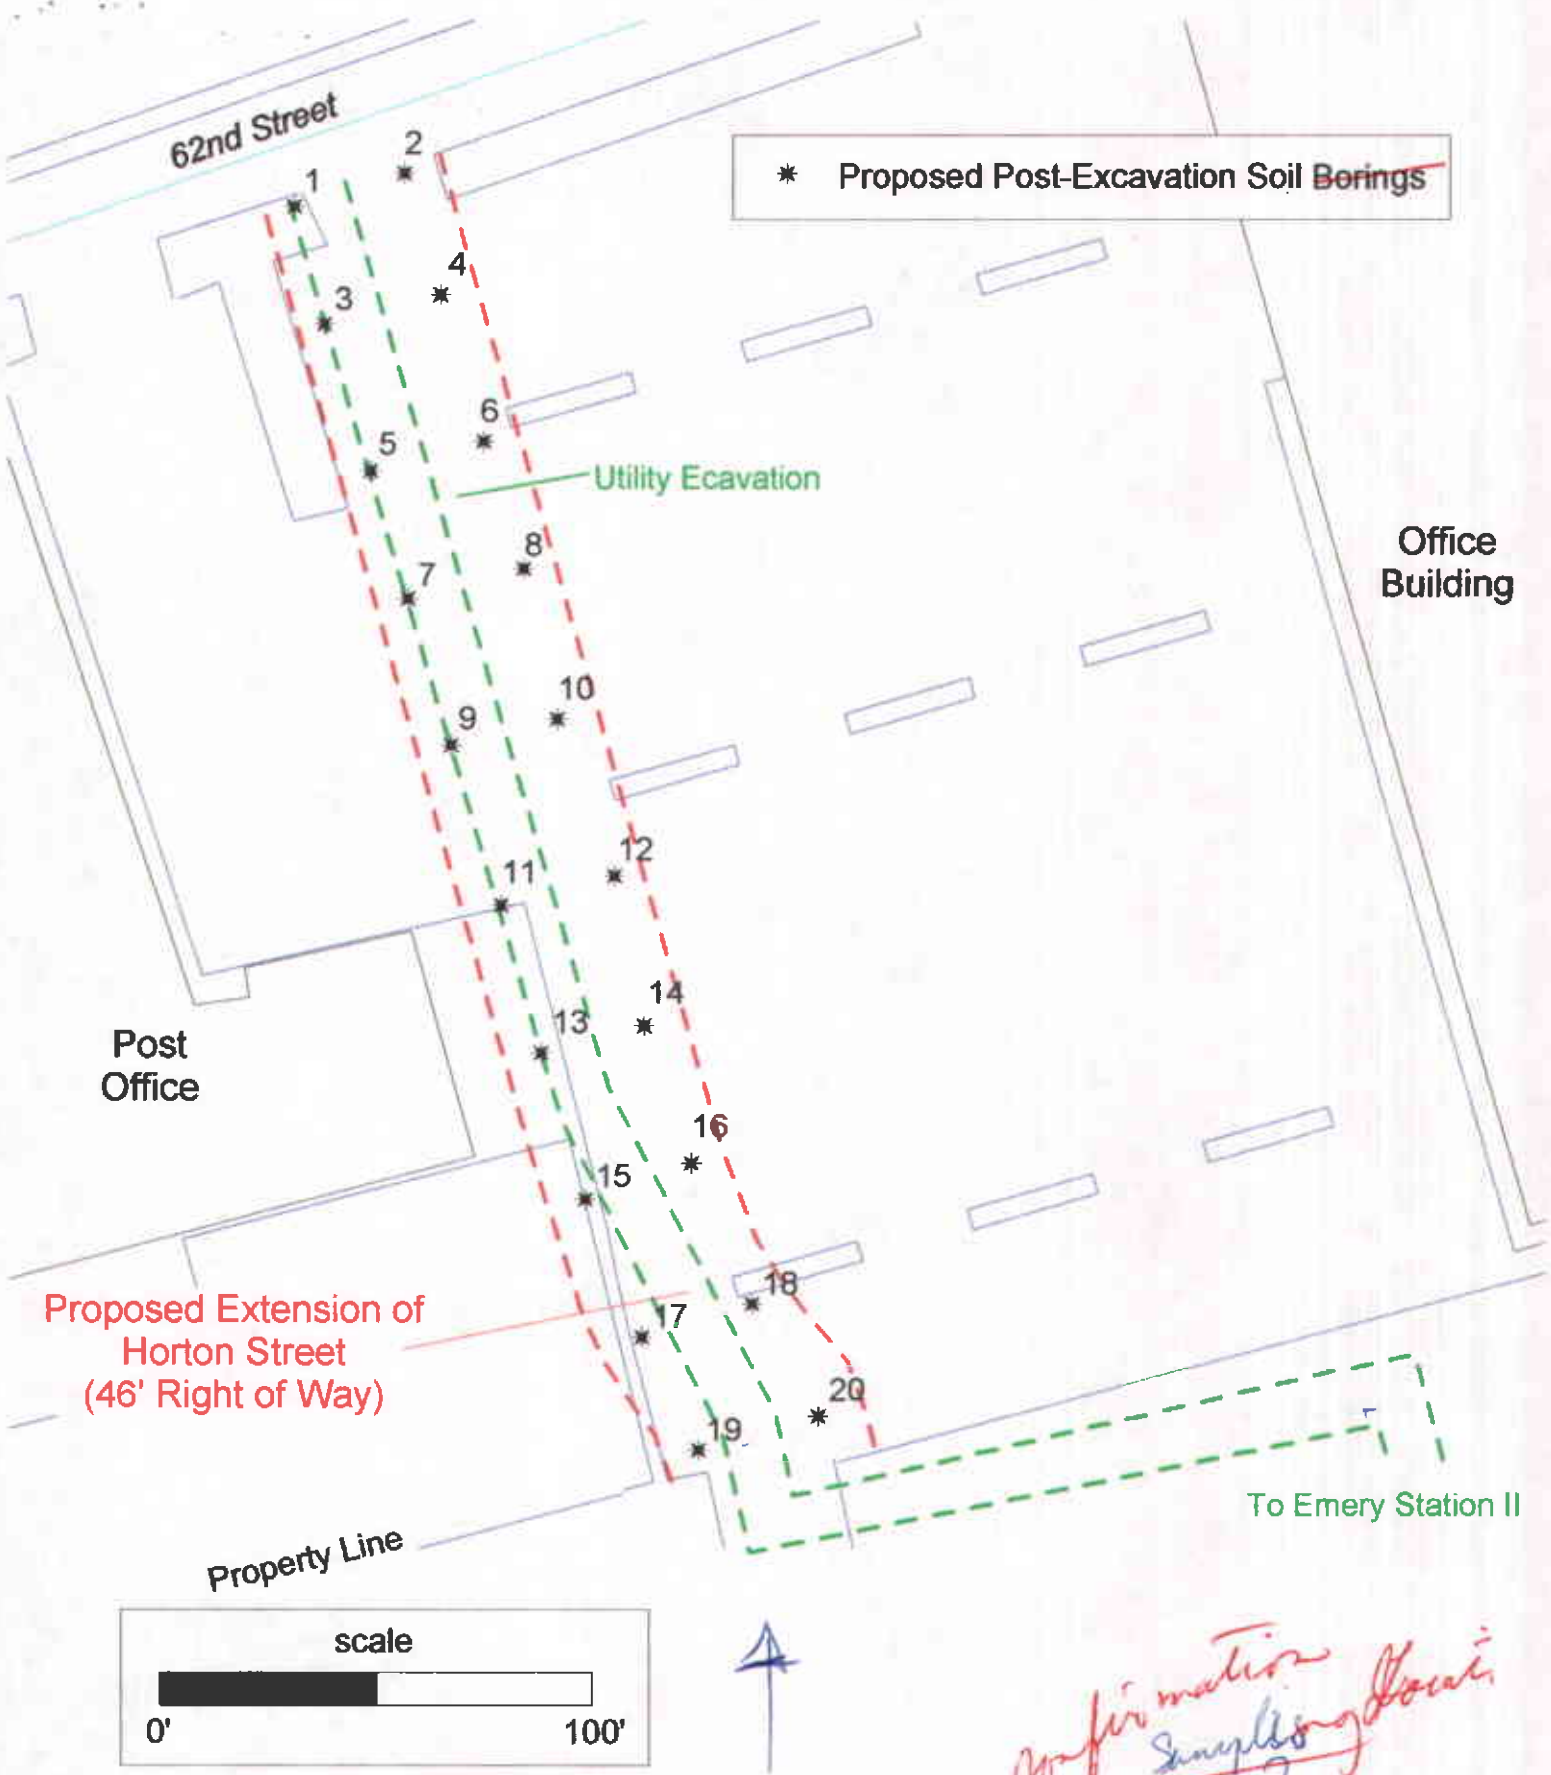 62nd Street
2
1
✷ Proposed Post-Excavation Soil Borings
4
3
6
5
Utility Ecavation
Office
Building
8
7
10
9
12
11
14
13
Post
Office
16
15
18
Proposed Extension of
Horton Street
(46' Right of Way)
17
20
19
To Emery Station II
Property Line
scale
0' 100'
Sampling